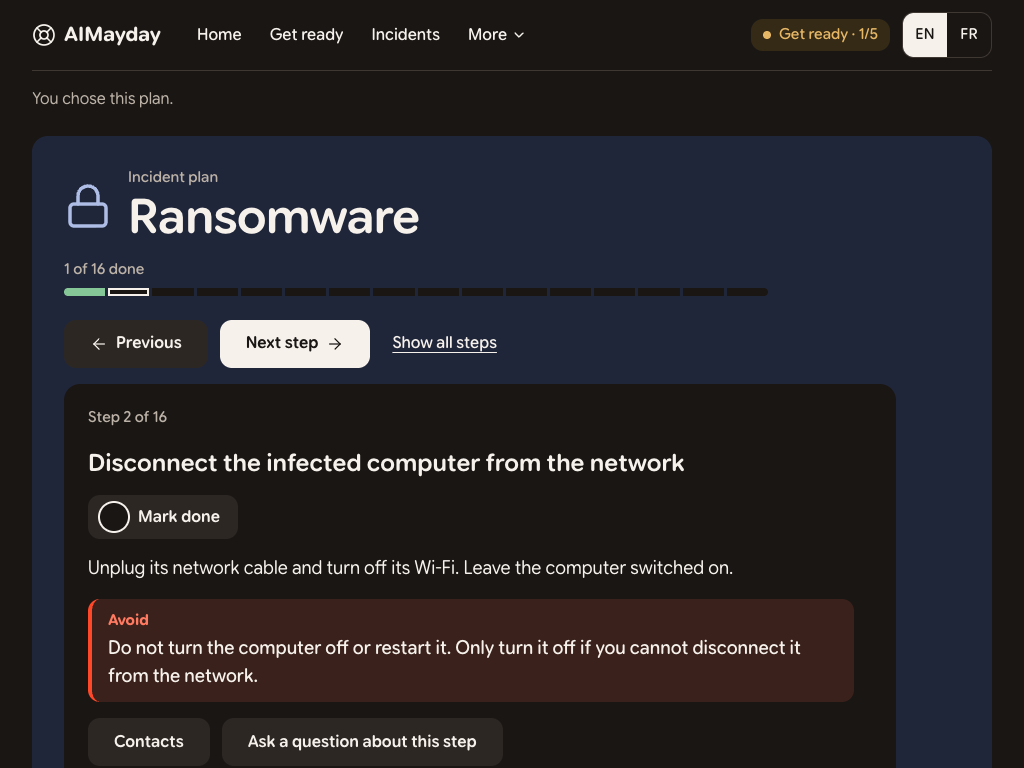 AIMayday
Home
Get ready
Incidents
More
Get ready · 1/5
EN
FR
You chose this plan.
Incident plan
Ransomware
1 of 16 done
Previous
Next step
Show all steps
Step 2 of 16
Disconnect the infected computer from the network
Mark done
Unplug its network cable and turn off its Wi-Fi. Leave the computer switched on.
Avoid
Do not turn the computer off or restart it. Only turn it off if you cannot disconnect it
from the network.
Contacts
Ask a question about this step